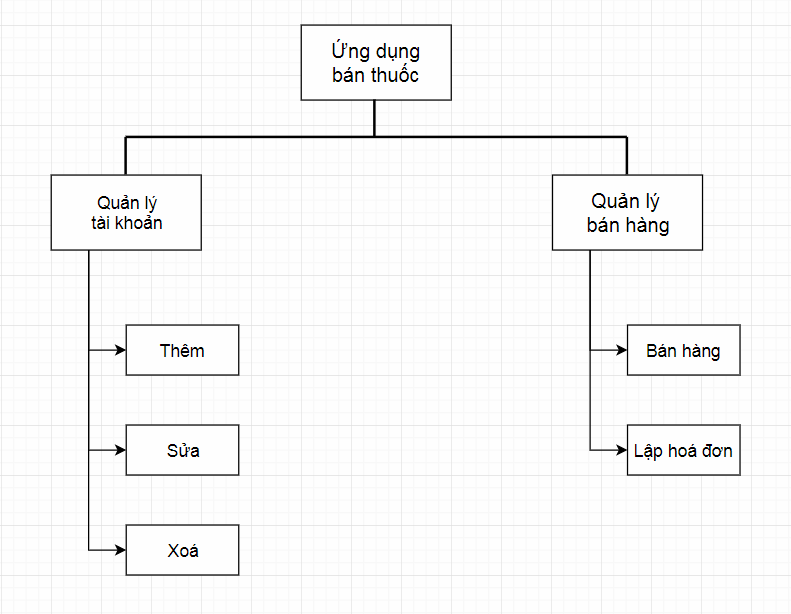 Ứng dụng
bán thuốc
Quản lý
tài khoản
Quản lý
bán hàng
Thêm
Bán hàng
Sửa
Lập hoá đơn
Xoá